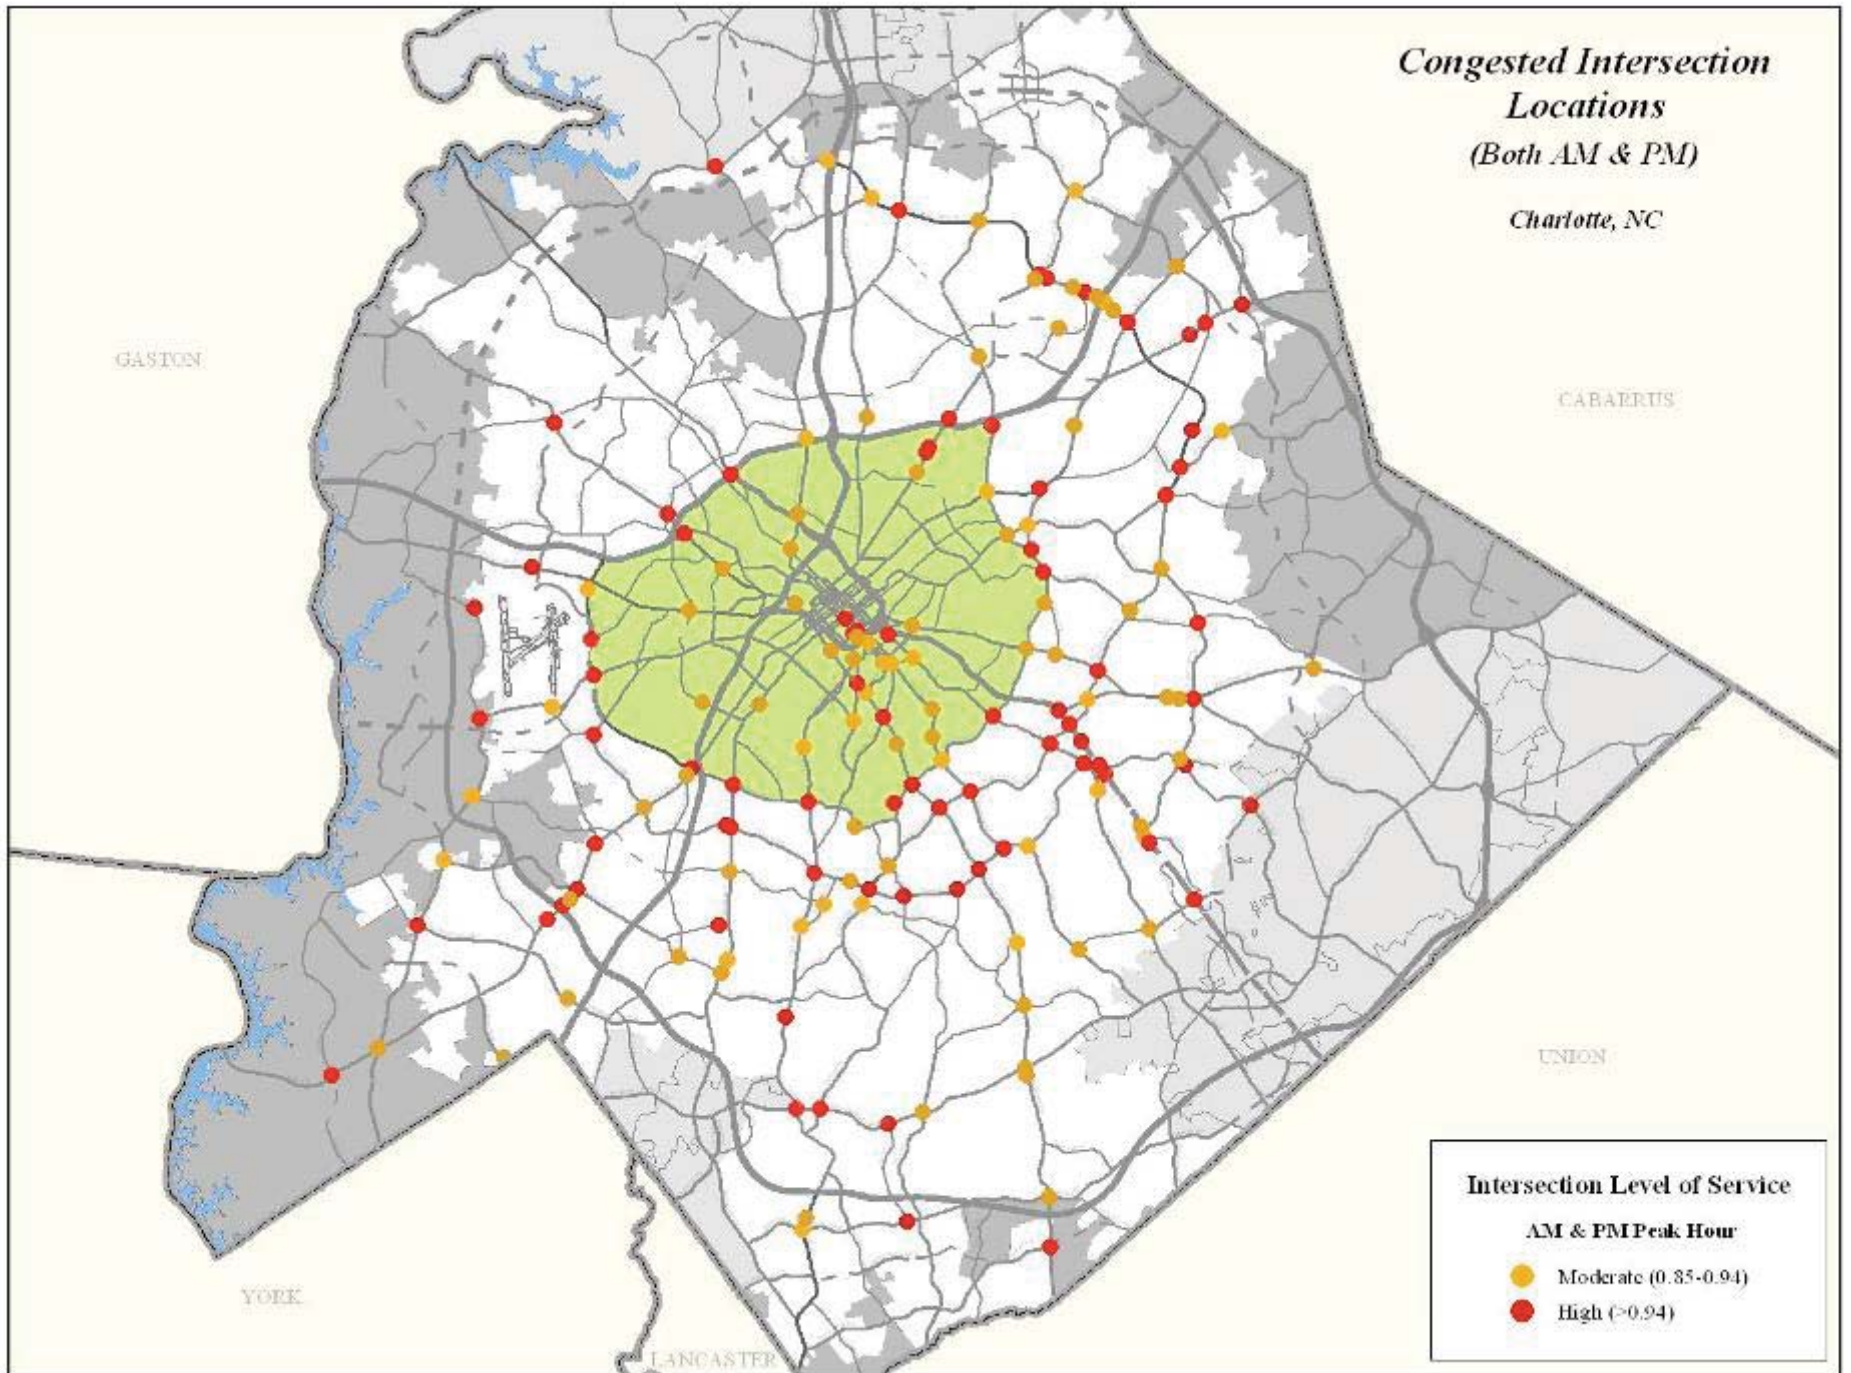 Congested Intersection
Locations
(Both AM & PM)
Charlotte, NC
GASTON
CABARRUS
UNION
YORK
LANCASTER
Intersection Level of Service
AM & PM Peak Hour
Moderate (0.85-0.94)
High (>0.94)